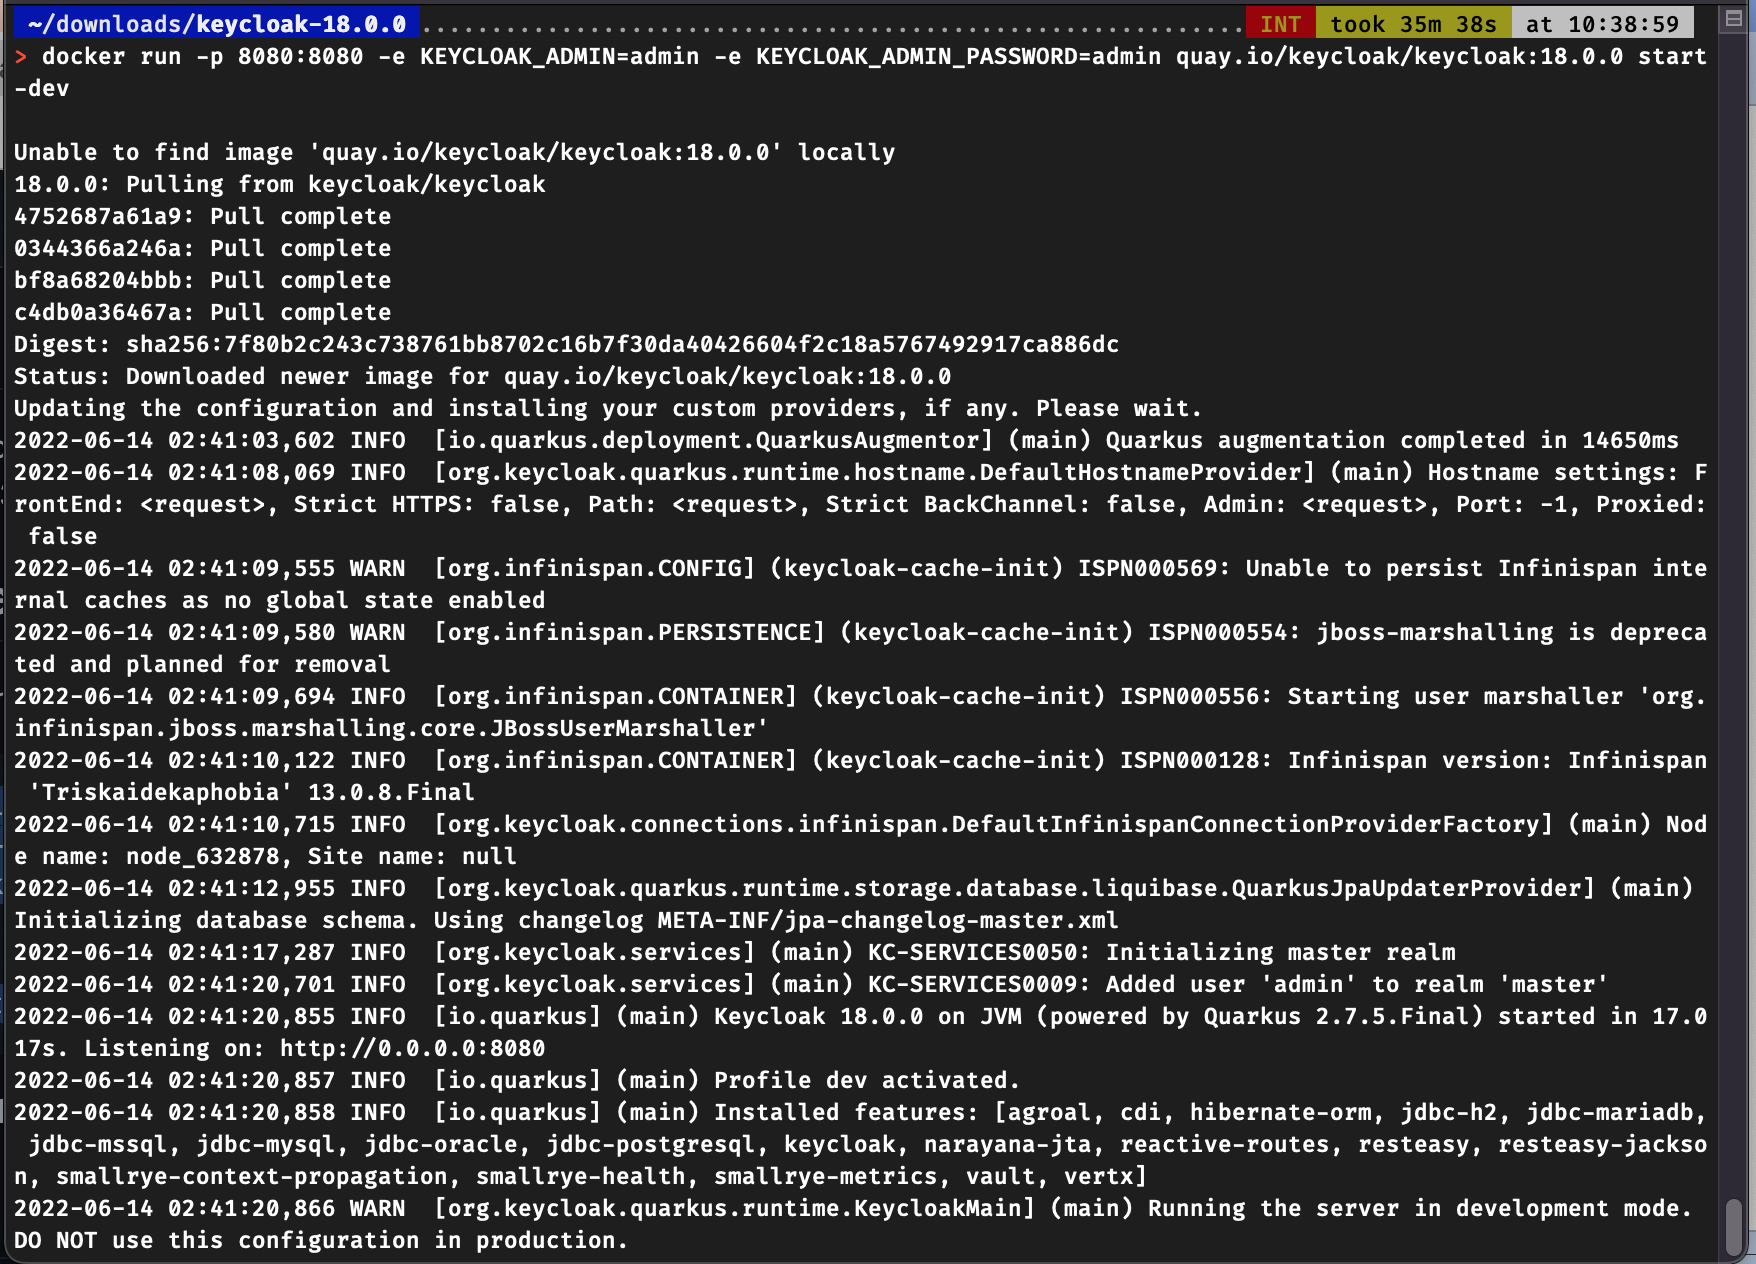 ~/downloads/keycloak-18.0.0 ........................................................... INT took 35m 38s at 10:38:59
> docker run -p 8080:8080 -e KEYCLOAK_ADMIN=admin -e KEYCLOAK_ADMIN_PASSWORD=admin quay.io/keycloak/keycloak:18.0.0 start
-dev
Unable to find image 'quay.io/keycloak/keycloak:18.0.0' locally
18.0.0: Pulling from keycloak/keycloak
4752687a61a9: Pull complete
0344366a246a: Pull complete
bf8a68204bbb: Pull complete
c4db0a36467a: Pull complete
Digest: sha256:7f80b2c243c738761bb8702c16b7f30da40426604f2c18a5767492917ca886dc
Status: Downloaded newer image for quay.io/keycloak/keycloak:18.0.0
Updating the configuration and installing your custom providers, if any. Please wait.
2022-06-14 02:41:03,602 INFO  [io.quarkus.deployment.QuarkusAugmentor] (main) Quarkus augmentation completed in 14650ms
2022-06-14 02:41:08,069 INFO  [org.keycloak.quarkus.runtime.hostname.DefaultHostnameProvider] (main) Hostname settings: F
rontEnd: <request>, Strict HTTPS: false, Path: <request>, Strict BackChannel: false, Admin: <request>, Port: -1, Proxied:
 false
2022-06-14 02:41:09,555 WARN  [org.infinispan.CONFIG] (keycloak-cache-init) ISPN000569: Unable to persist Infinispan inte
rnal caches as no global state enabled
2022-06-14 02:41:09,580 WARN  [org.infinispan.PERSISTENCE] (keycloak-cache-init) ISPN000554: jboss-marshalling is depreca
ted and planned for removal
2022-06-14 02:41:09,694 INFO  [org.infinispan.CONTAINER] (keycloak-cache-init) ISPN000556: Starting user marshaller 'org.
infinispan.jboss.marshalling.core.JBossUserMarshaller'
2022-06-14 02:41:10,122 INFO  [org.infinispan.CONTAINER] (keycloak-cache-init) ISPN000128: Infinispan version: Infinispan
 'Triskaidekaphobia' 13.0.8.Final
2022-06-14 02:41:10,715 INFO  [org.keycloak.connections.infinispan.DefaultInfinispanConnectionProviderFactory] (main) Nod
e name: node_632878, Site name: null
2022-06-14 02:41:12,955 INFO  [org.keycloak.quarkus.runtime.storage.database.liquibase.QuarkusJpaUpdaterProvider] (main)
Initializing database schema. Using changelog META-INF/jpa-changelog-master.xml
2022-06-14 02:41:17,287 INFO  [org.keycloak.services] (main) KC-SERVICES0050: Initializing master realm
2022-06-14 02:41:20,701 INFO  [org.keycloak.services] (main) KC-SERVICES0009: Added user 'admin' to realm 'master'
2022-06-14 02:41:20,855 INFO  [io.quarkus] (main) Keycloak 18.0.0 on JVM (powered by Quarkus 2.7.5.Final) started in 17.0
17s. Listening on: http://0.0.0.0:8080
2022-06-14 02:41:20,857 INFO  [io.quarkus] (main) Profile dev activated.
2022-06-14 02:41:20,858 INFO  [io.quarkus] (main) Installed features: [agroal, cdi, hibernate-orm, jdbc-h2, jdbc-mariadb,
 jdbc-mssql, jdbc-mysql, jdbc-oracle, jdbc-postgresql, keycloak, narayana-jta, reactive-routes, resteasy, resteasy-jackso
n, smallrye-context-propagation, smallrye-health, smallrye-metrics, vault, vertx]
2022-06-14 02:41:20,866 WARN  [org.keycloak.quarkus.runtime.KeycloakMain] (main) Running the server in development mode.
DO NOT use this configuration in production.